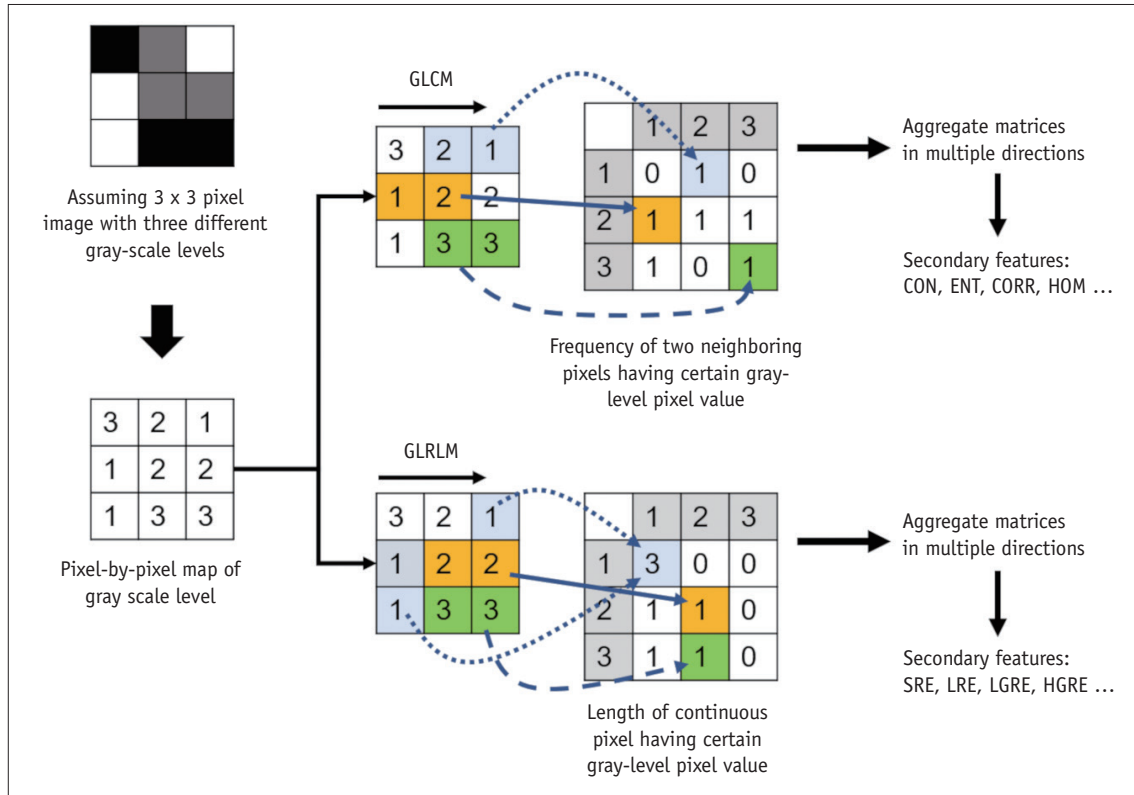 Assuming 3 x 3 pixel
image with three different
gray-scale levels
3 2 1
1 2 2
1 3 3
Pixel-by-pixel map of
gray scale level
GLCM
3 2 1
1 2 2
1 3 3
1 2 3
1 0 1 0
2 1 1 1
3 1 0 1
Frequency of two neighboring
pixels having certain gray-
level pixel value
Aggregate matrices
in multiple directions
Secondary features:
CON, ENT, CORR, HOM ...
GLRLM
3 2 1
1 2 2
1 3 3
1 2 3
1 3 0 0
2 1 1 0
3 1 1 0
Length of continuous
pixel having certain
gray-level pixel value
Aggregate matrices
in multiple directions
Secondary features:
SRE, LRE, LGRE, HGRE ...